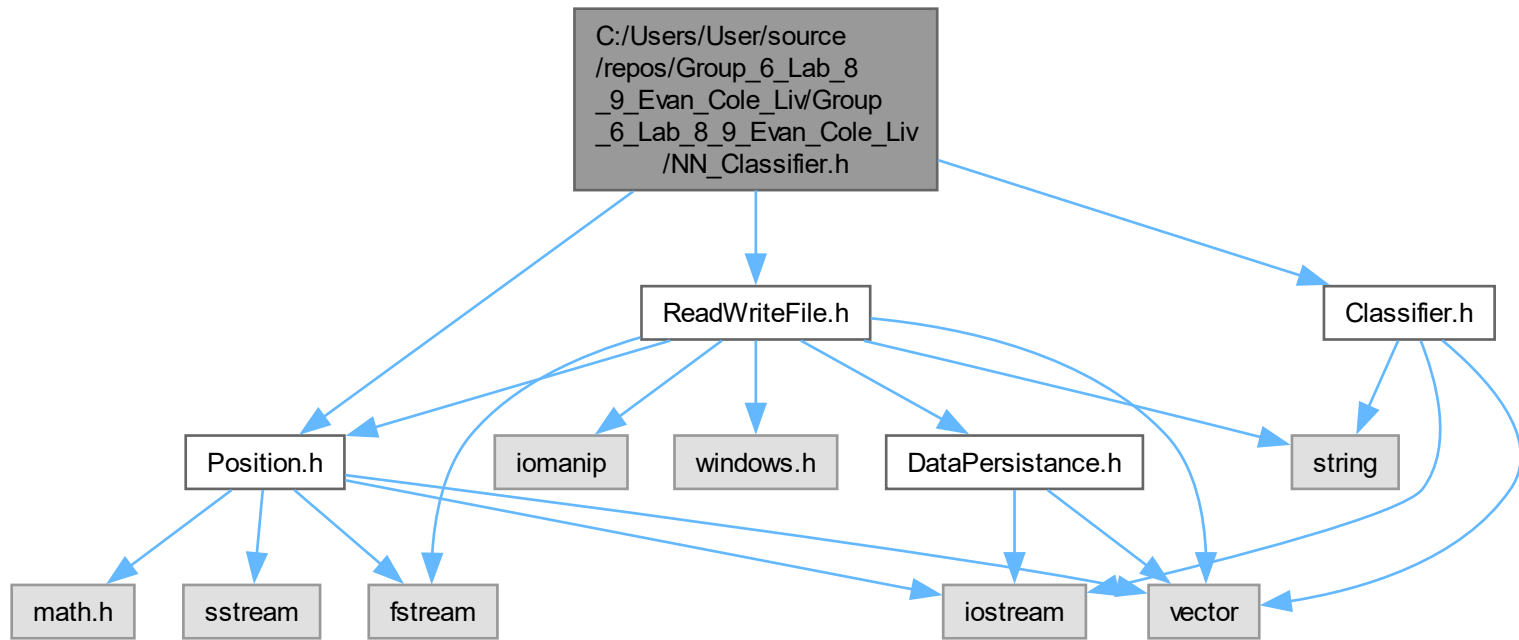 C:/Users/User/source
/repos/Group_6_Lab_8
_9_Evan_Cole_Liv/Group
_6_Lab_8_9_Evan_Cole_Liv
/NN_Classifier.h
ReadWriteFile.h
Classifier.h
Position.h
iomanip
windows.h
DataPersistance.h
string
math.h
sstream
fstream
iostream
vector